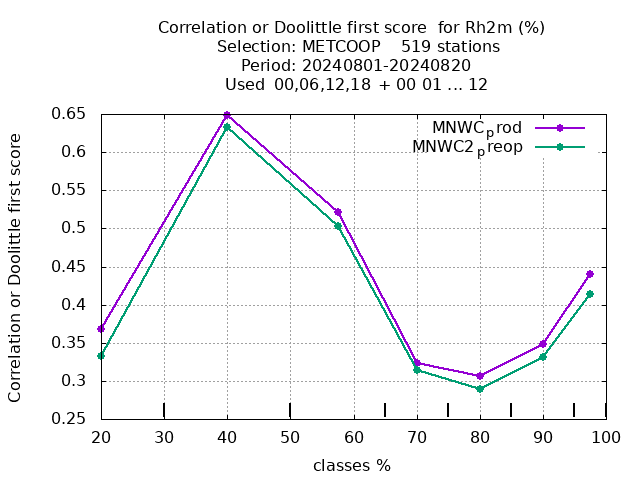 Correlation or Doolittle first score  for Rh2m (%)
Selection: METCOOP    519 stations
Period: 20240801-20240820
Used  00,06,12,18  + 00 01 ... 12
Correlation or Doolittle first score
0.65
0.6
0.55
0.5
0.45
0.4
0.35
0.3
0.25
MNWCprod
MNWC2preop
20 30 40 50 60 70 80 90 100
classes %